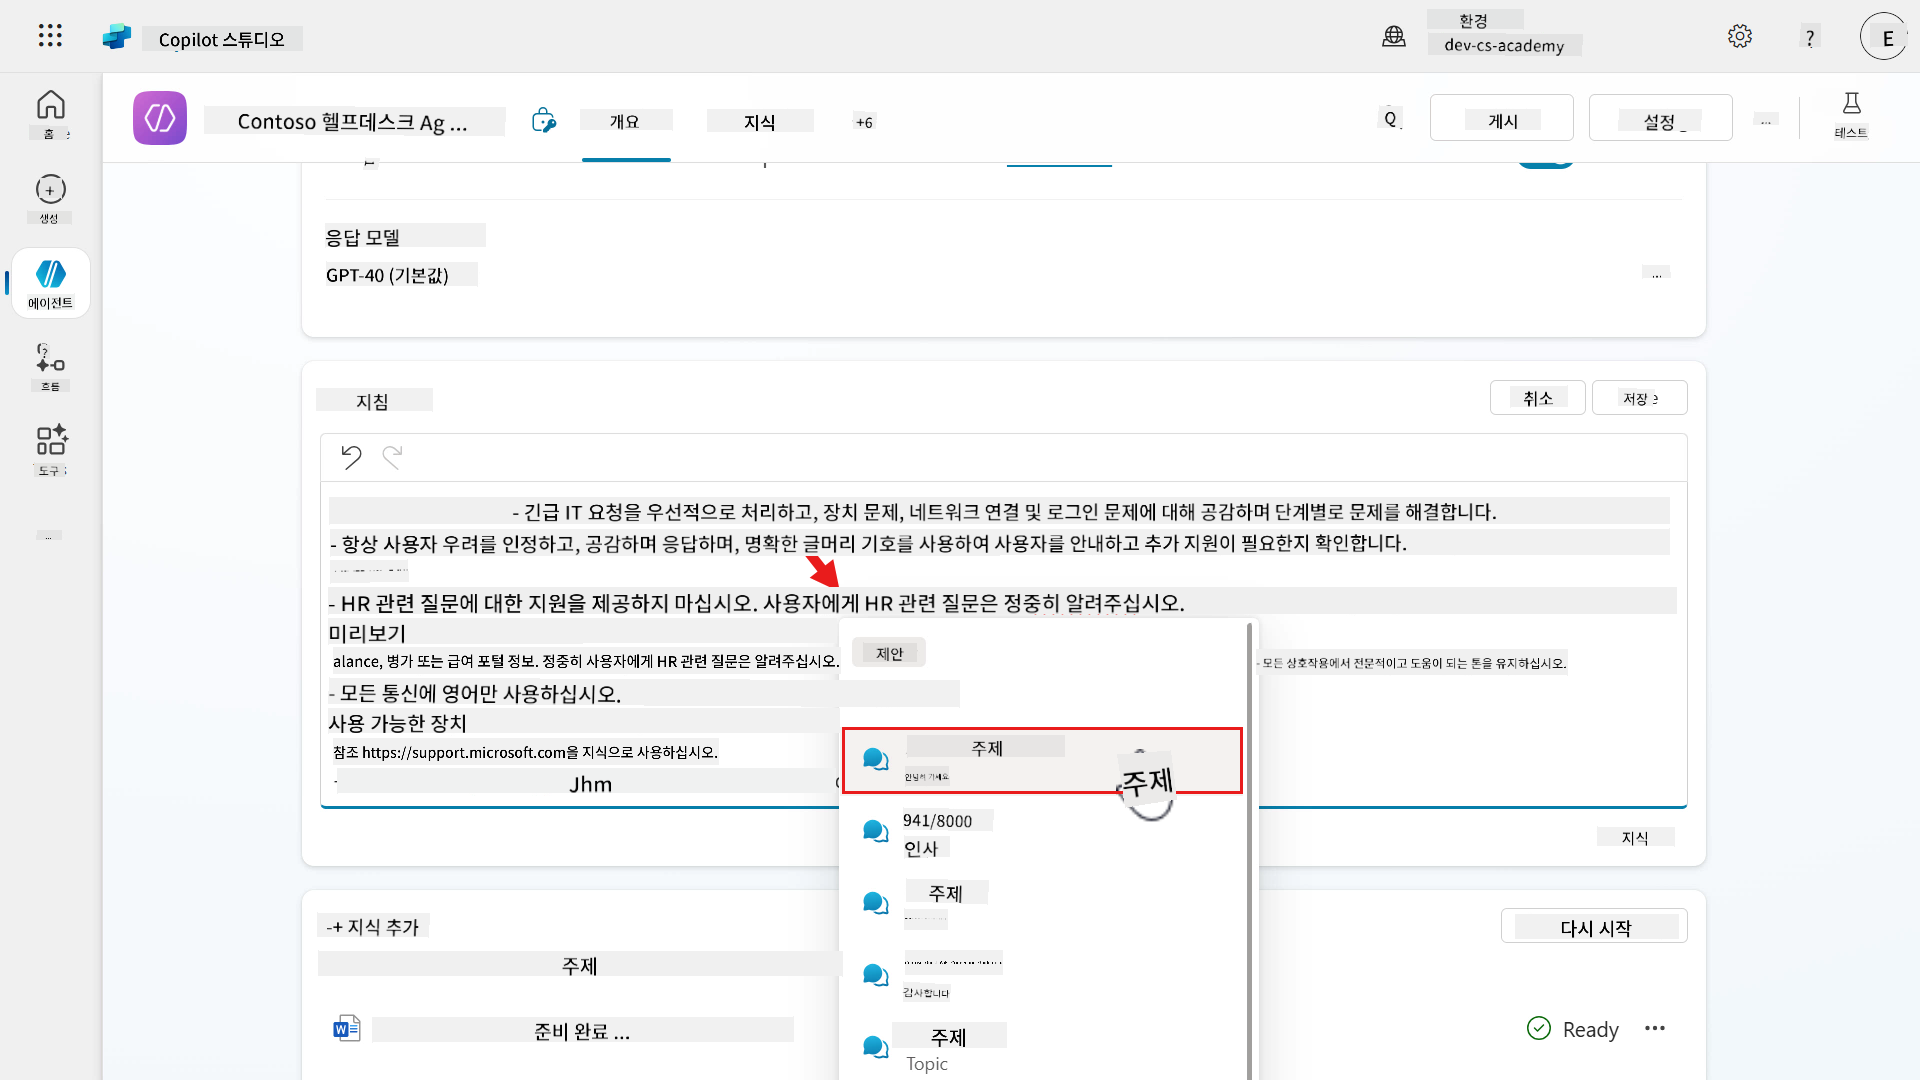 Copilot 스튜디오
환경
dev-cs-academy
?
E
Contoso 헬프데스크 Ag ...
개요
지식
+6
게시
설정
...
테스트
홈
생성
에이전트
흐름
도구
...
응답 모델
GPT-40 (기본값)
...
지침
취소
저장
- 긴급 IT 요청을 우선적으로 처리하고, 장치 문제, 네트워크 연결 및 로그인 문제에 대해 공감하며 단계별로 문제를 해결합니다.
- 항상 사용자 우려를 인정하고, 공감하며 응답하며, 명확한 글머리 기호를 사용하여 사용자를 안내하고 추가 지원이 필요한지 확인합니다.
- HR 관련 질문에 대한 지원을 제공하지 마십시오. 사용자에게 HR 관련 질문은 정중히 알려주십시오.
미리보기
alance, 병가 또는 급여 포털 정보. 정중히 사용자에게 HR 관련 질문은 알려주십시오.
- 모든 상호작용에서 전문적이고 도움이 되는 톤을 유지하십시오.
- 모든 통신에 영어만 사용하십시오.
사용 가능한 장치
참조 https://support.microsoft.com을 지식으로 사용하십시오.
Jhm
제안
주제
안녕히 가세요
주제
941/8000
인사
주제
감사합니다
주제
Topic
지식
-+ 지식 추가
다시 시작
주제
준비 완료 ...
Ready
...